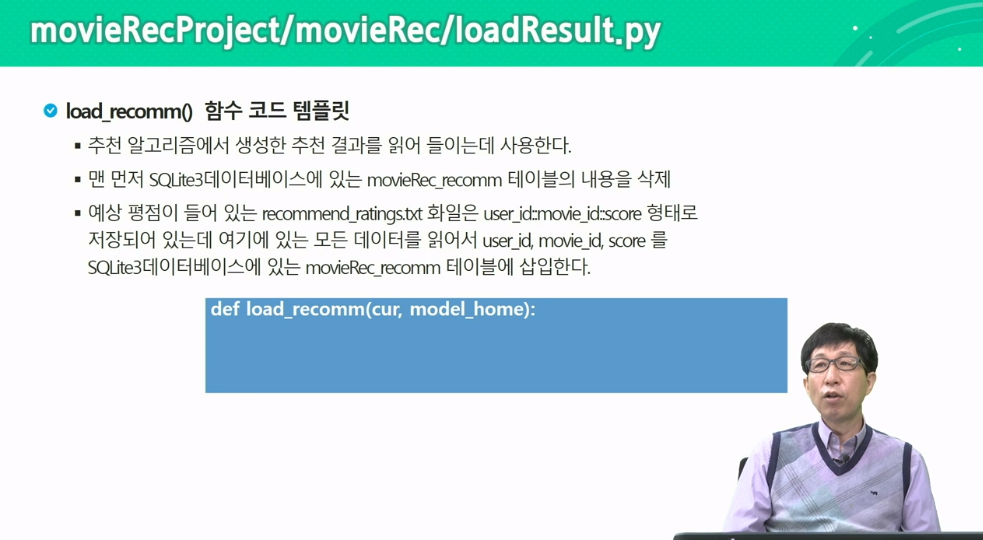 movieRecProject/movieRec/loadResult.py
load_recomm() 함수 코드 템플릿
추천 알고리즘에서 생성한 추천 결과를 읽어 들이는데 사용한다.
맨 먼저 SQLite3데이터베이스에 있는 movieRec_recomm 테이블의 내용을 삭제
예상 평점이 들어 있는 recommend_ratings.txt 화일은 user_id::movie_id::score 형태로
저장되어 있는데 여기에 있는 모든 데이터를 읽어서 user_id, movie_id, score 를
SQLite3데이터베이스에 있는 movieRec_recomm 테이블에 삽입한다.
def load_recomm(cur, model_home):